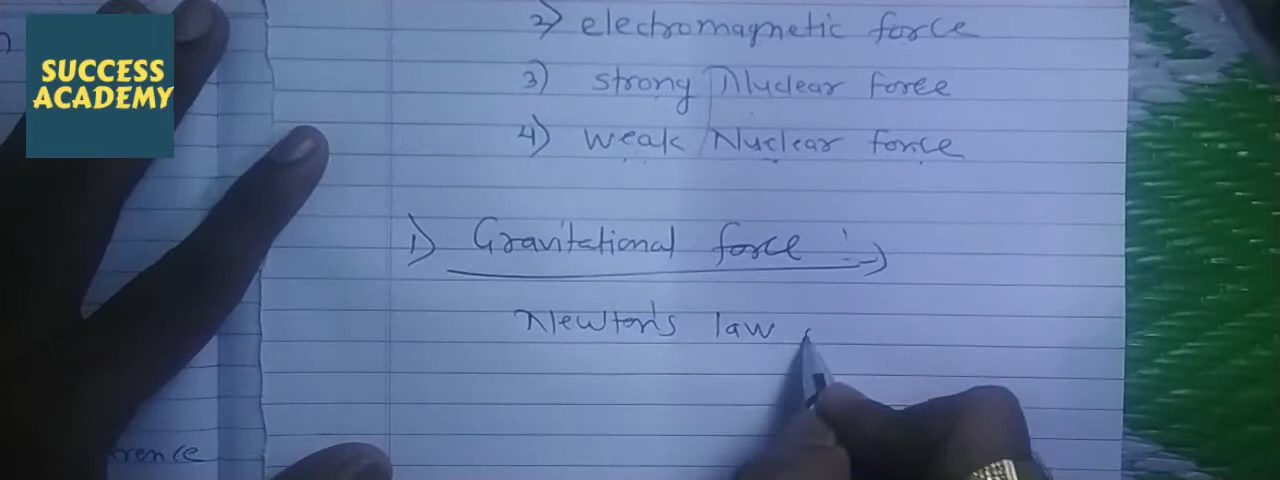 SUCCESS
ACADEMY
2) electromagnetic force
3) strong Nuclear force
4) weak Nuclear force
1) Gravitational force :→
Newton's law